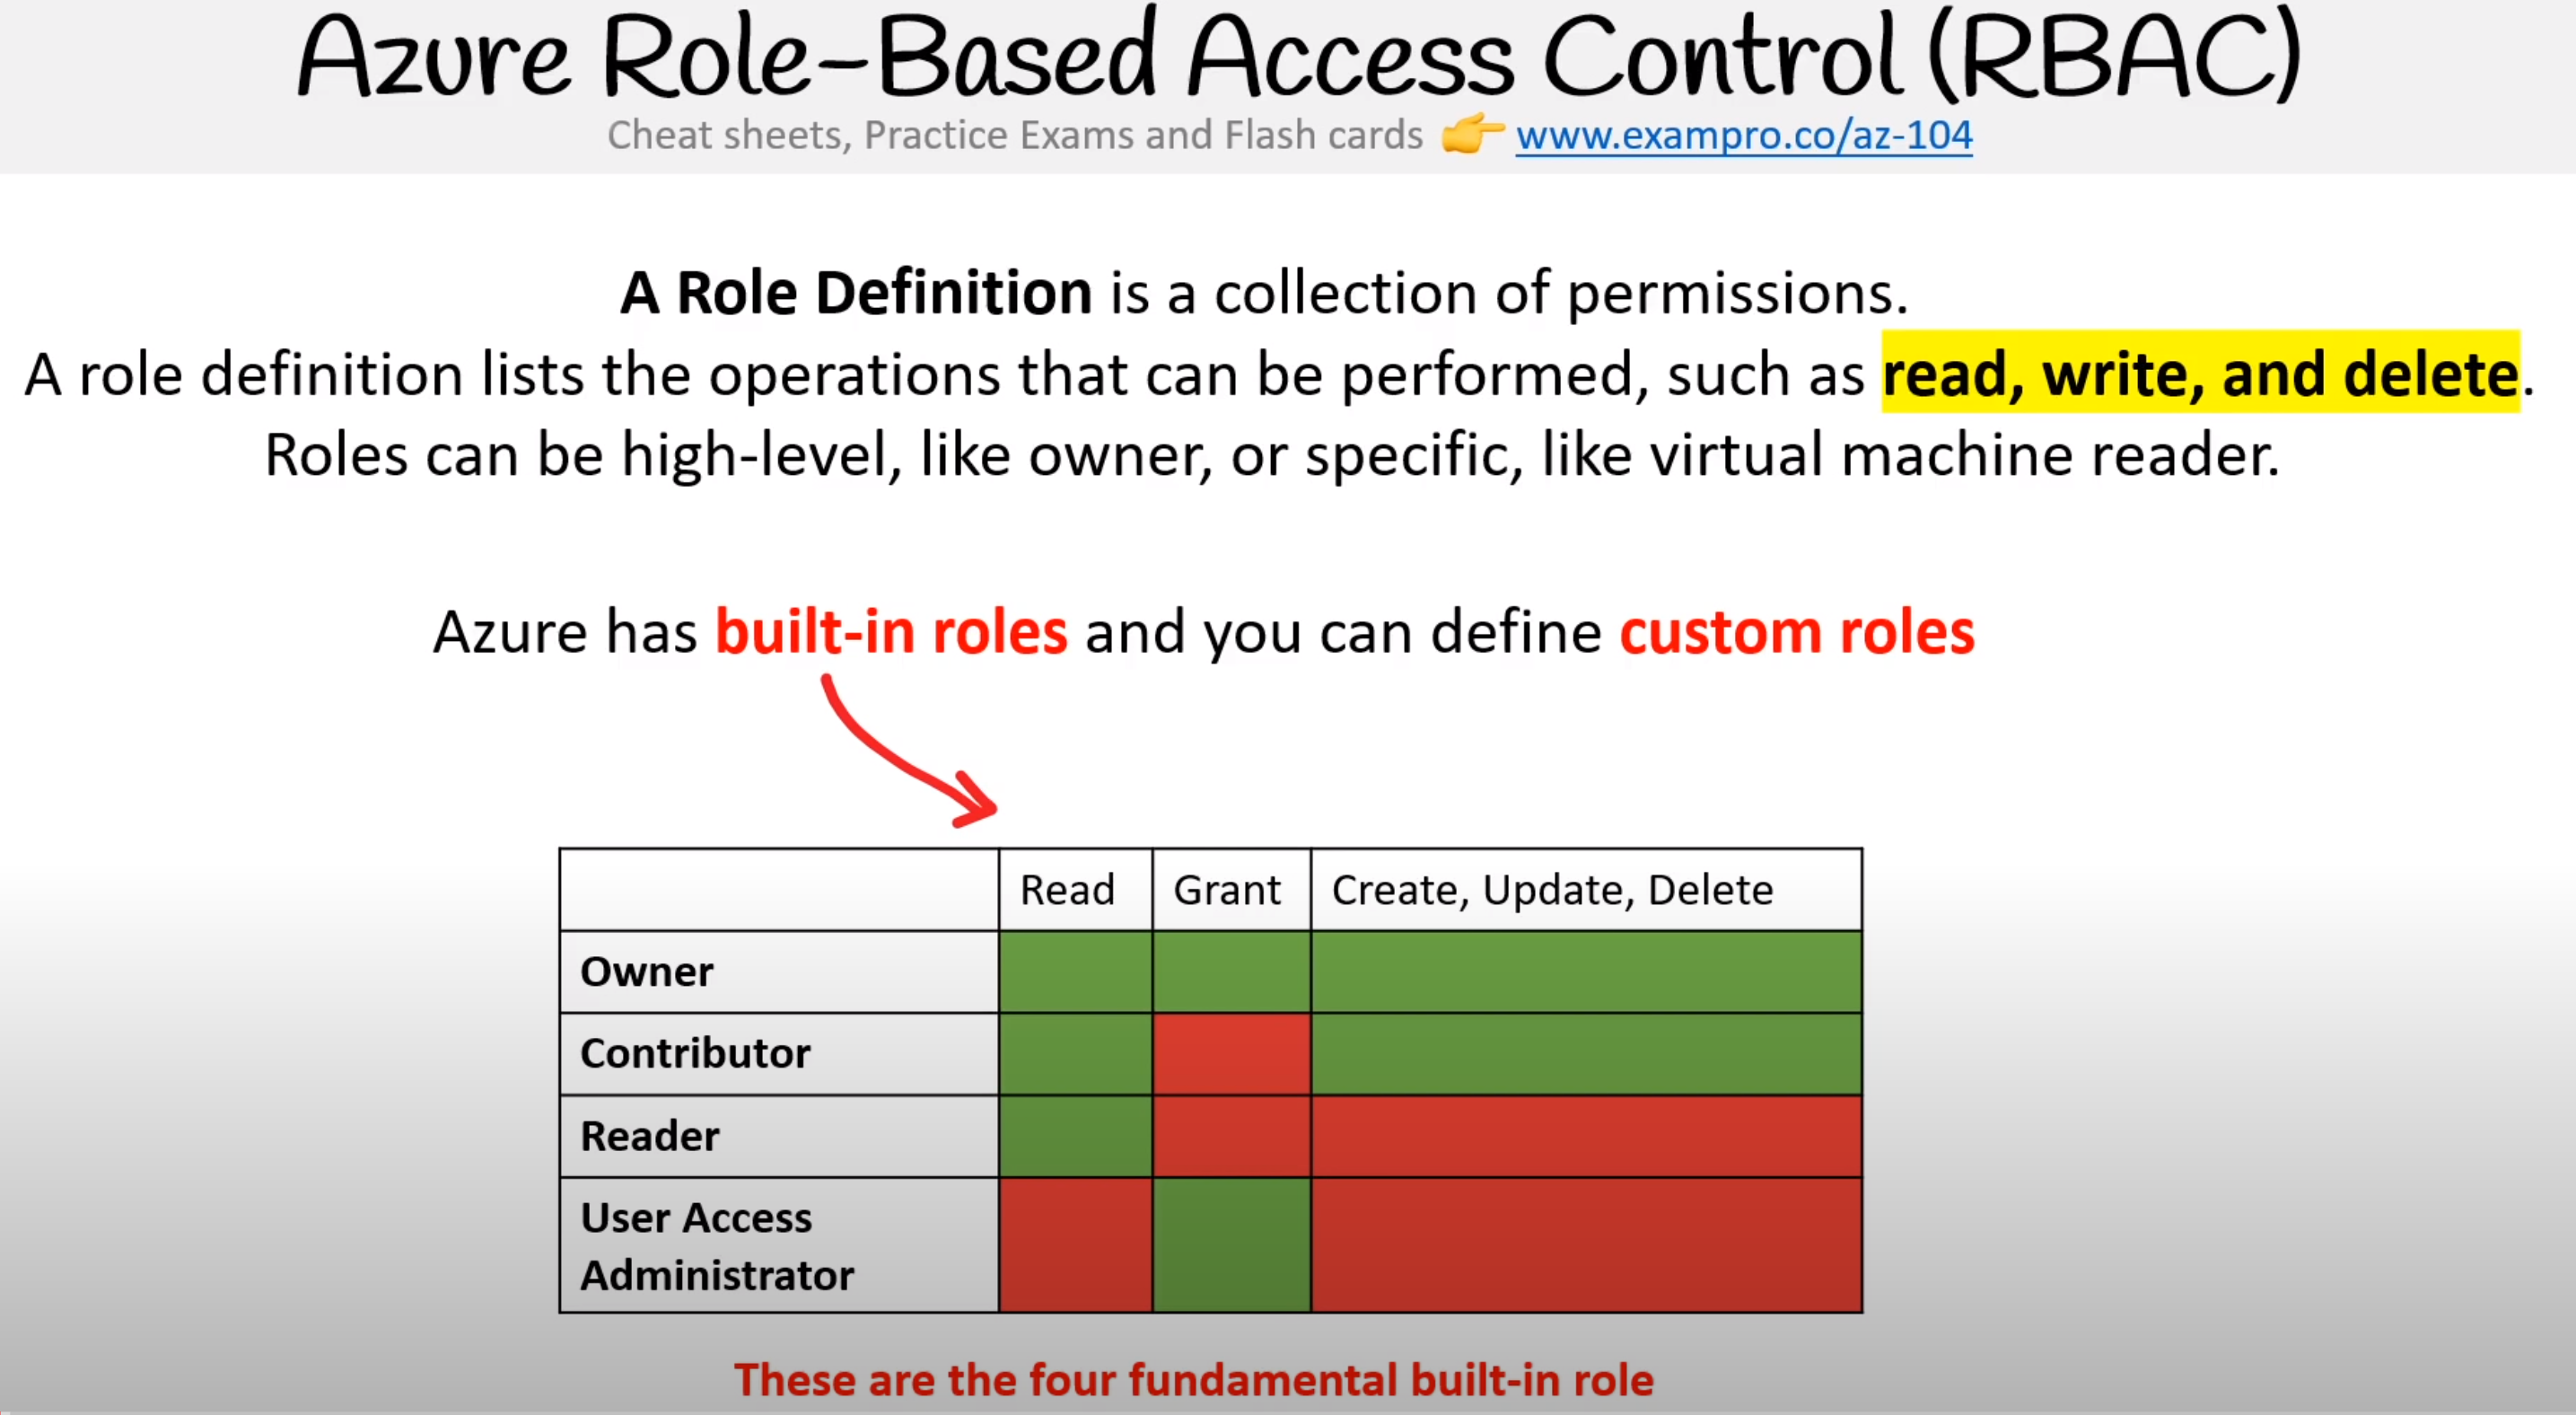 Azure Role-Based Access Control (RBAC)
Cheat sheets, Practice Exams and Flash cards 👉 www.exampro.co/az-104
A Role Definition is a collection of permissions.
A role definition lists the operations that can be performed, such as read, write, and delete.
Roles can be high-level, like owner, or specific, like virtual machine reader.
Azure has built-in roles and you can define custom roles
Read Grant Create, Update, Delete
Owner
Contributor
Reader
User Access
Administrator
These are the four fundamental built-in role